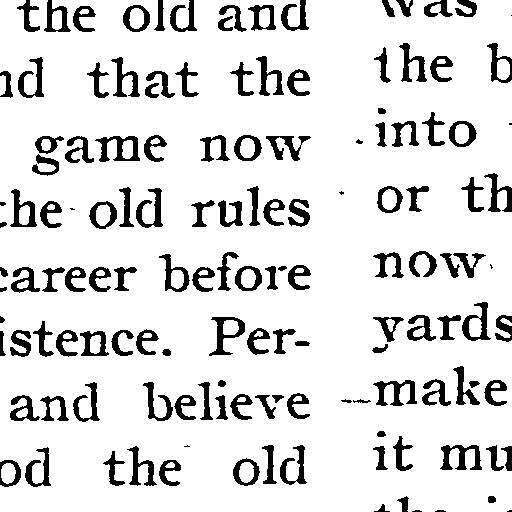 the old and
that the
game now
the old rules
career before
istence. Per-
and believe
od the old
was
the b
into
or th
now
yards
make
it mu